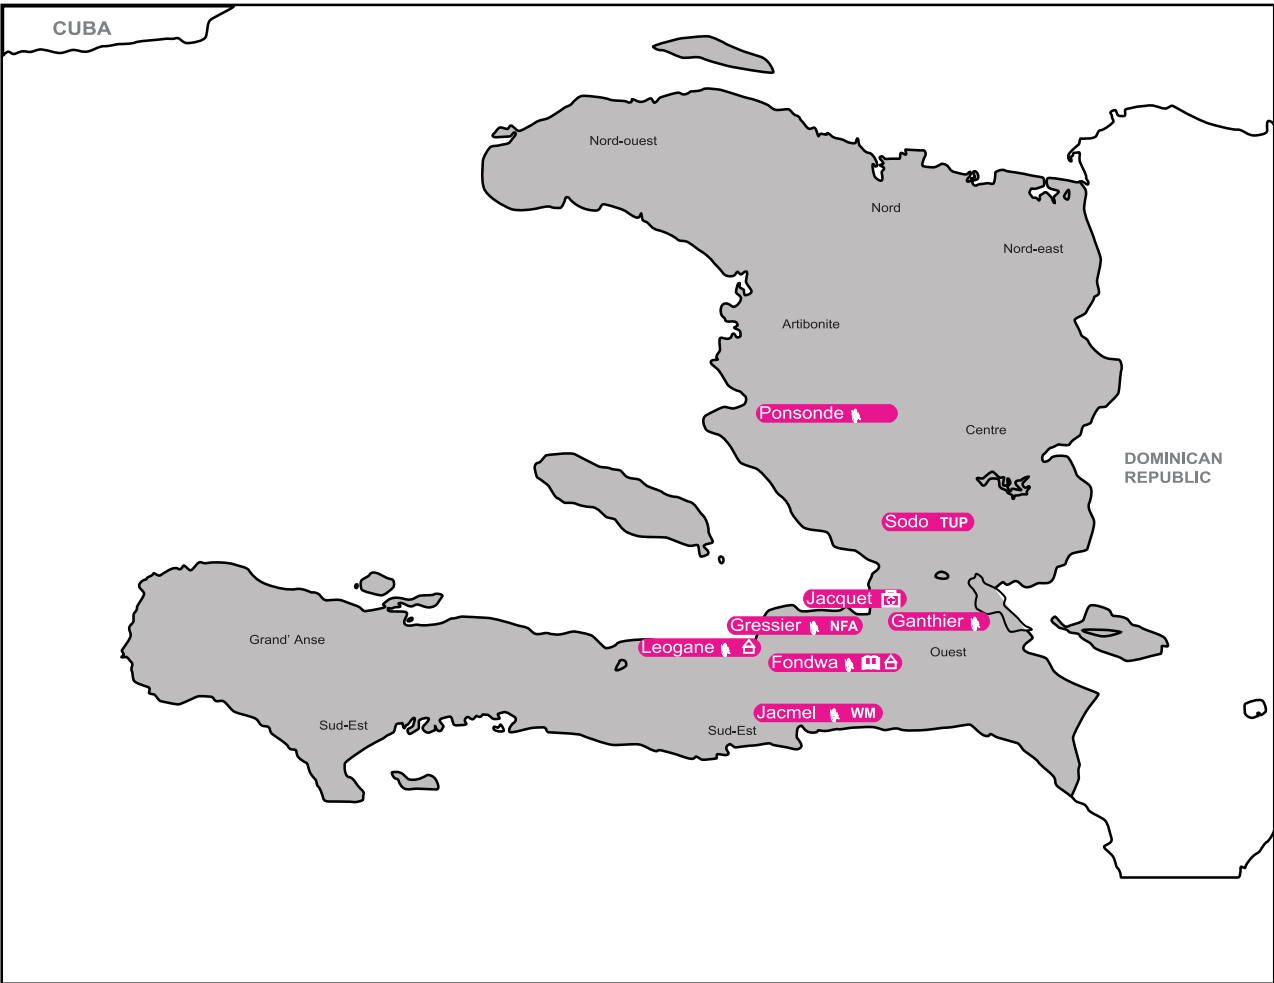 CUBA
Nord-ouest
Nord
Nord-east
Artibonite
Ponsonde
Centre
DOMINICAN
REPUBLIC
Sodo TUP
Jacquet
Ganthier
Gressier NFA
Leogane
Grand' Anse
Ouest
Fondwa
Jacmel WM
Sud-Est
Sud-Est